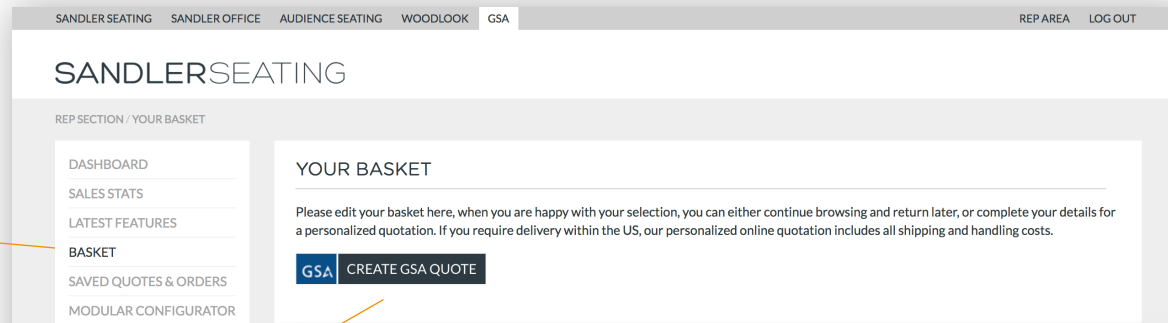 SANDLER SEATING SANDLER OFFICE AUDIENCE SEATING WOODLOOK GSA REP AREA LOG OUT
SANDLERSEATING
REP SECTION / YOUR BASKET
DASHBOARD
SALES STATS
LATEST FEATURES
BASKET
SAVED QUOTES & ORDERS
MODULAR CONFIGURATOR
YOUR BASKET
Please edit your basket here, when you are happy with your selection, you can either continue browsing and return later, or complete your details for
a personalized quotation. If you require delivery within the US, our personalized online quotation includes all shipping and handling costs.
GSA CREATE GSA QUOTE